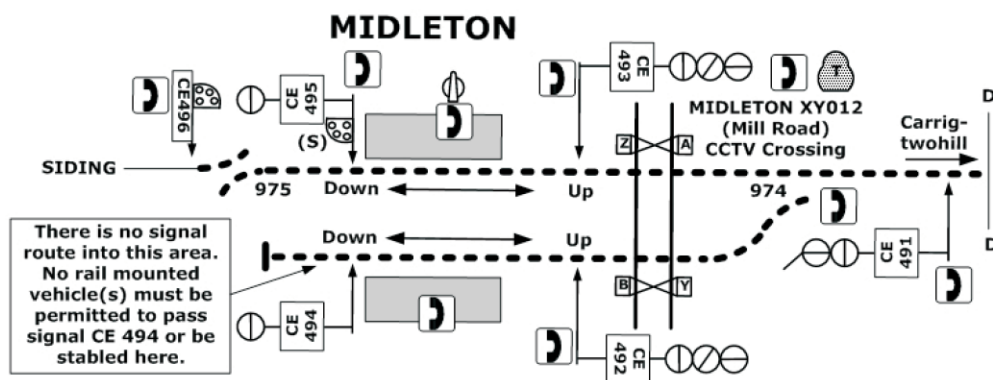 MIDLETON
CE496
CE
495
(S)
CE
493
T
MIDLETON XY012
(Mill Road)
CCTV Crossing
Carrig-
twohill
D
Z
A
SIDING
975
Down
Up
974
There is no signal
route into this area.
No rail mounted
vehicle(s) must be
permitted to pass
signal CE 494 or be
stabled here.
Down
Up
B
Y
CE
491
D
CE
494
CE
492